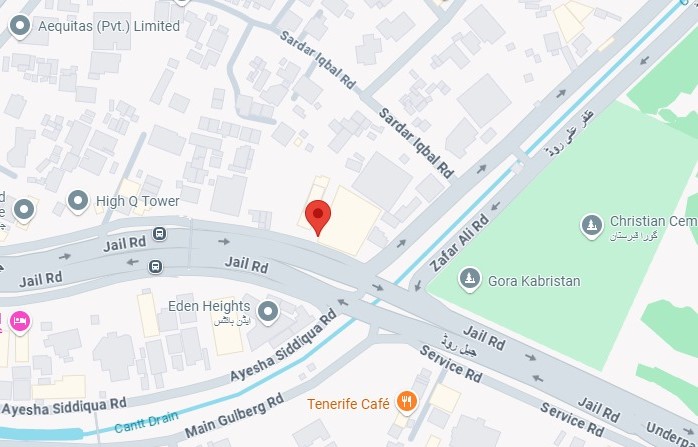 Aequitas (Pvt.) Limited
Sardar Iqbal Rd
Sardar Iqbal Rd
ظفر علی روڈ
High Q Tower
Christian Cem
گورا قبرستان
Jail Rd
Zafar Ali Rd
Jail Rd
Jail Rd
Gora Kabristan
Eden Heights
ایڈن ہائٹس
Ayesha Siddiqua Rd
Jail Rd
جیل روڈ
Service Rd
Ayesha Siddiqua Rd
Tenerife Café
Main Gulberg Rd
Cantt Drain
Jail Rd
Service Rd
Underpa